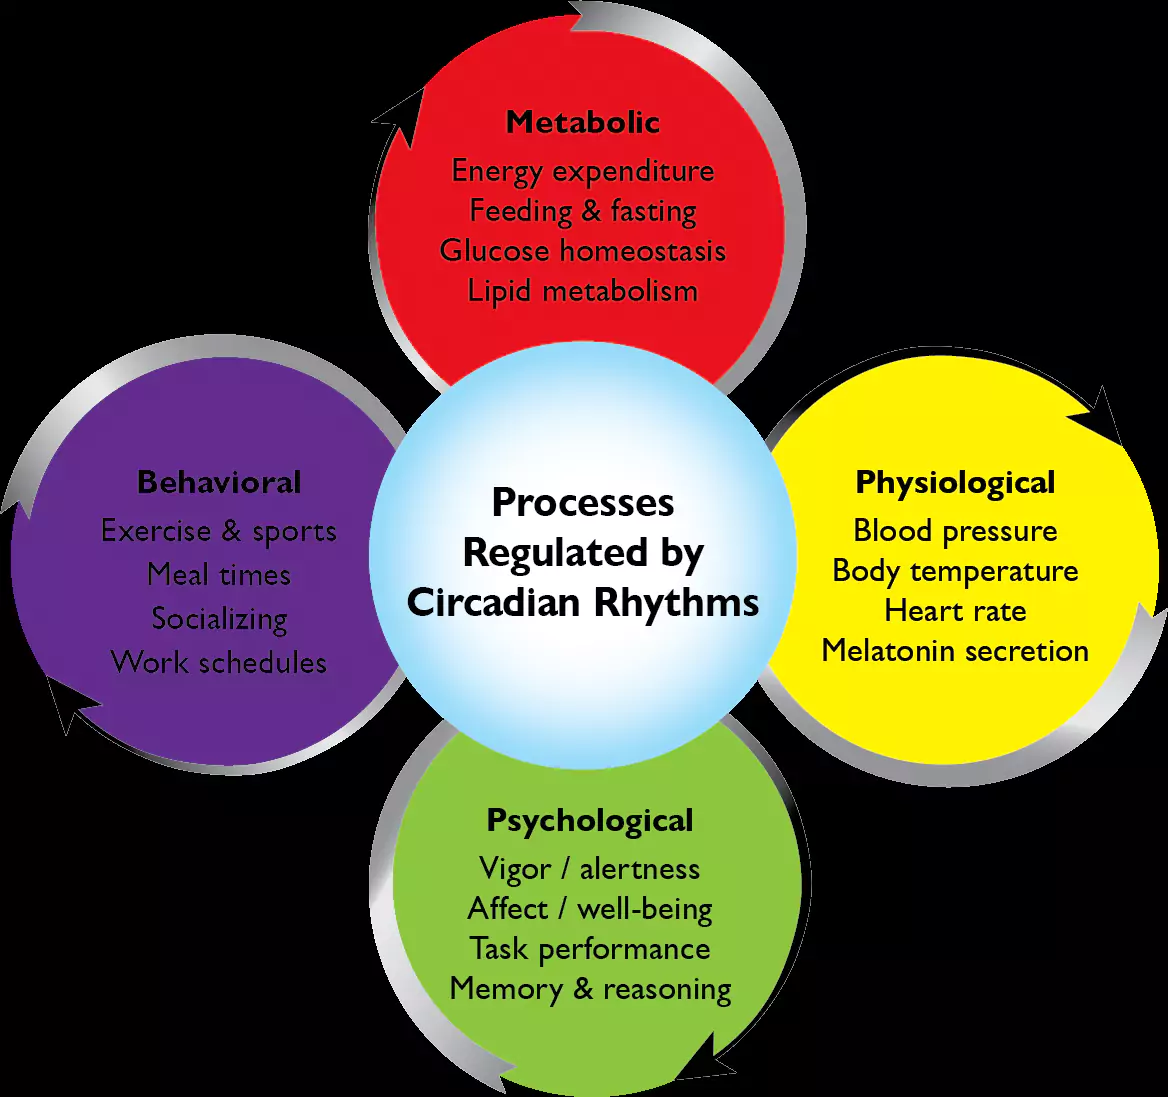 Metabolic
Energy expenditure
Feeding & fasting
Glucose homeostasis
Lipid metabolism
Behavioral
Exercise & sports
Meal times
Socializing
Work schedules
Processes
Regulated by
Circadian Rhythms
Physiological
Blood pressure
Body temperature
Heart rate
Melatonin secretion
Psychological
Vigor / alertness
Affect / well-being
Task performance
Memory & reasoning